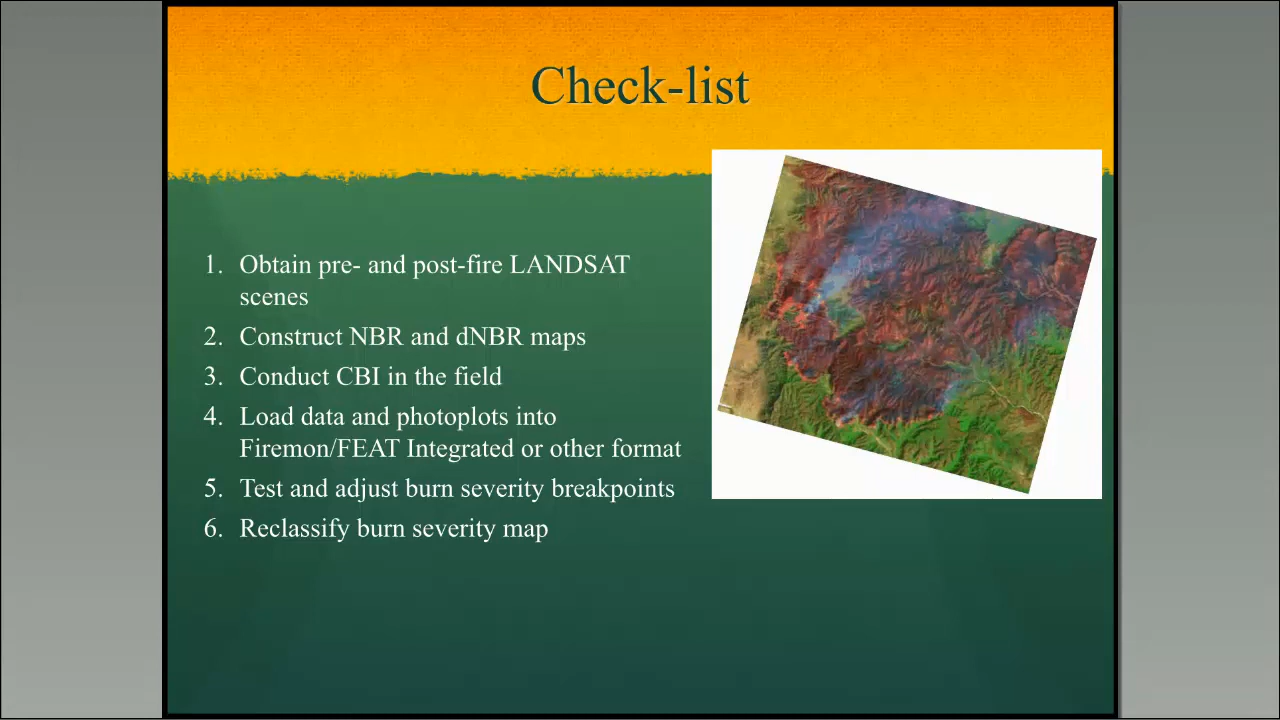 Check-list
1. Obtain pre- and post-fire LANDSAT
scenes
2. Construct NBR and dNBR maps
3. Conduct CBI in the field
4. Load data and photoplots into
Firemon/FEAT Integrated or other format
5. Test and adjust burn severity breakpoints
6. Reclassify burn severity map